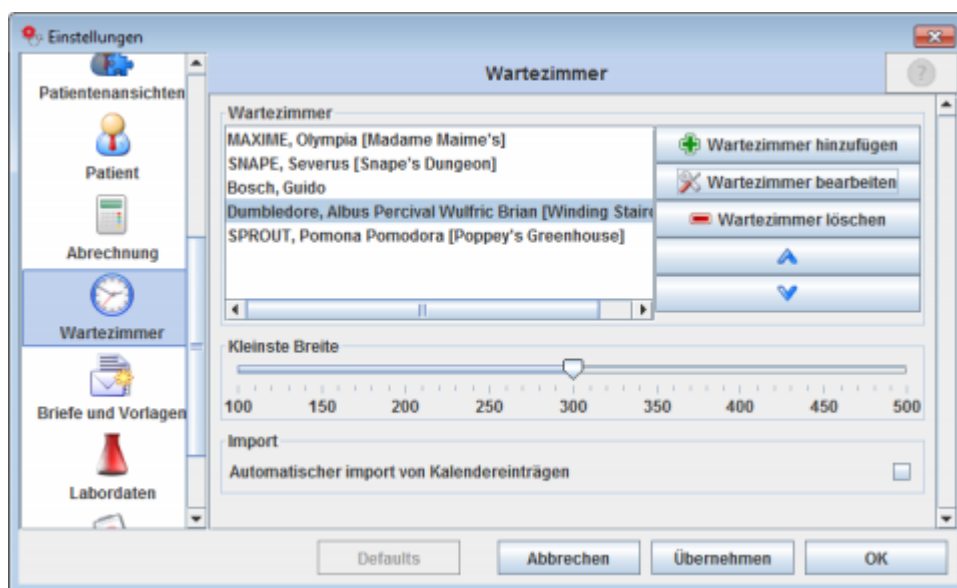 Einstellungen
Wartezimmer
Patientenansichten
Patient
Abrechnung
Wartezimmer
Briefe und Vorlagen
Labordaten
Wartezimmer
MAXIME, Olympia [Madame Maime's]
SNAPE, Severus [Snape's Dungeon]
Bosch, Guido
Dumbledore, Albus Percival Wulfric Brian [Winding Stairc
SPROUT, Pomona Pomodora [Poppey's Greenhouse]
Wartezimmer hinzufügen
Wartezimmer bearbeiten
Wartezimmer löschen
Kleinste Breite
100 150 200 250 300 350 400 450 500
Import
Automatischer import von Kalendereinträgen
Defaults Abbrechen Übernehmen OK